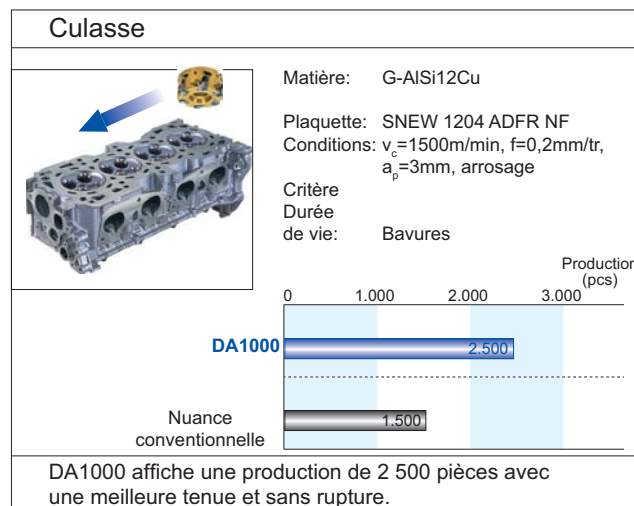 Culasse
Matière: G-AlSi12Cu
Plaquette: SNEW 1204 ADFR NF
Conditions: vc=1500m/min, f=0,2mm/tr,
ap=3mm, arrosage
Critère
Durée
de vie: Bavures
Production
(pcs)
0 1.000 2.000 3.000
DA1000 2.500
Nuance
conventionnelle 1.500
DA1000 affiche une production de 2 500 pièces avec
une meilleure tenue et sans rupture.